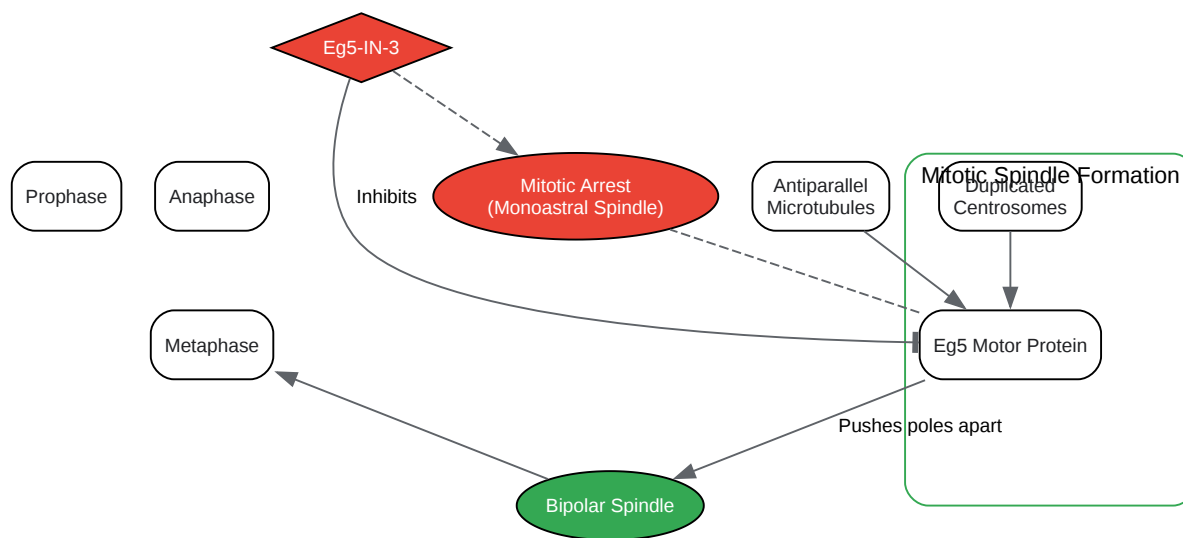 Eg5-IN-3
Prophase
Anaphase
Inhibits
Mitotic Arrest
(Monoastral Spindle)
Antiparallel
Microtubules
Mitotic Spindle Formation
Duplicated
Centrosomes
Metaphase
Eg5 Motor Protein
Pushes poles apart
Bipolar Spindle